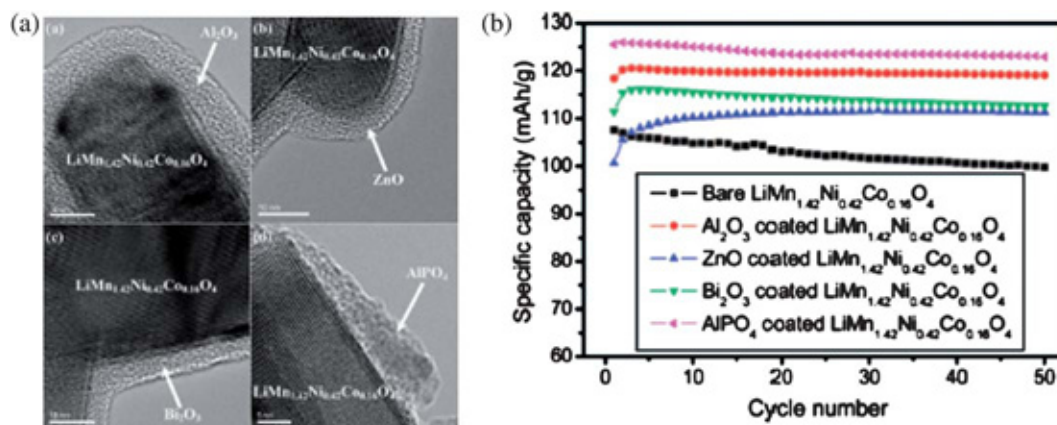 (a)
(a)
Al₂O₃
LiMn₁.₄₂Ni₀.₄₂Co₀.₁₆O₄
(b)
LiMn₁.₄₂Ni₀.₄₂Co₀.₁₆O₄
ZnO
(c)
LiMn₁.₄₂Ni₀.₄₂Co₀.₁₆O₄
Bi₂O₃
(d)
AlPO₄
LiMn₁.₄₂Ni₀.₄₂Co₀.₁₆O₄
(b)
Specific capacity (mAh/g)
130
120
110
100
90
80
70
60
Bare LiMn₁.₄₂Ni₀.₄₂Co₀.₁₆O₄
Al₂O₃ coated LiMn₁.₄₂Ni₀.₄₂Co₀.₁₆O₄
ZnO coated LiMn₁.₄₂Ni₀.₄₂Co₀.₁₆O₄
Bi₂O₃ coated LiMn₁.₄₂Ni₀.₄₂Co₀.₁₆O₄
AlPO₄ coated LiMn₁.₄₂Ni₀.₄₂Co₀.₁₆O₄
0 10 20 30 40 50
Cycle number